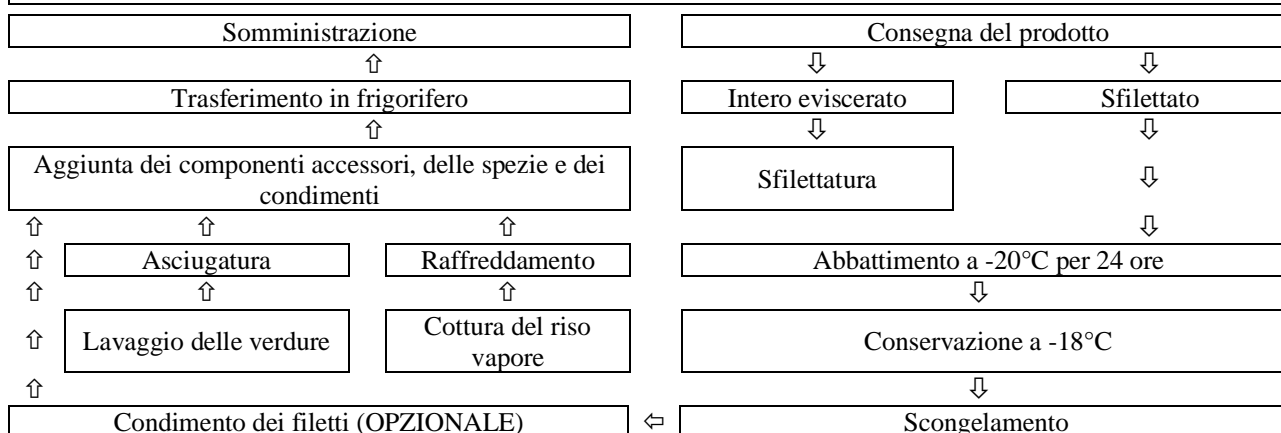 Somministrazione
Consegna del prodotto
⇧
⇩
⇩
Trasferimento in frigorifero
Intero eviscerato
Sfilettato
⇧
⇩
⇩
Aggiunta dei componenti accessori, delle spezie e dei
condimenti
Sfilettatura
⇩
⇧
⇧
⇧
⇩
⇧
Asciugatura
Raffreddamento
Abbattimento a -20°C per 24 ore
⇧
⇧
⇧
⇩
⇧
Lavaggio delle verdure
Cottura del riso
vapore
Conservazione a -18°C
⇧
⇩
Condimento dei filetti (OPZIONALE)
⇦
Scongelamento